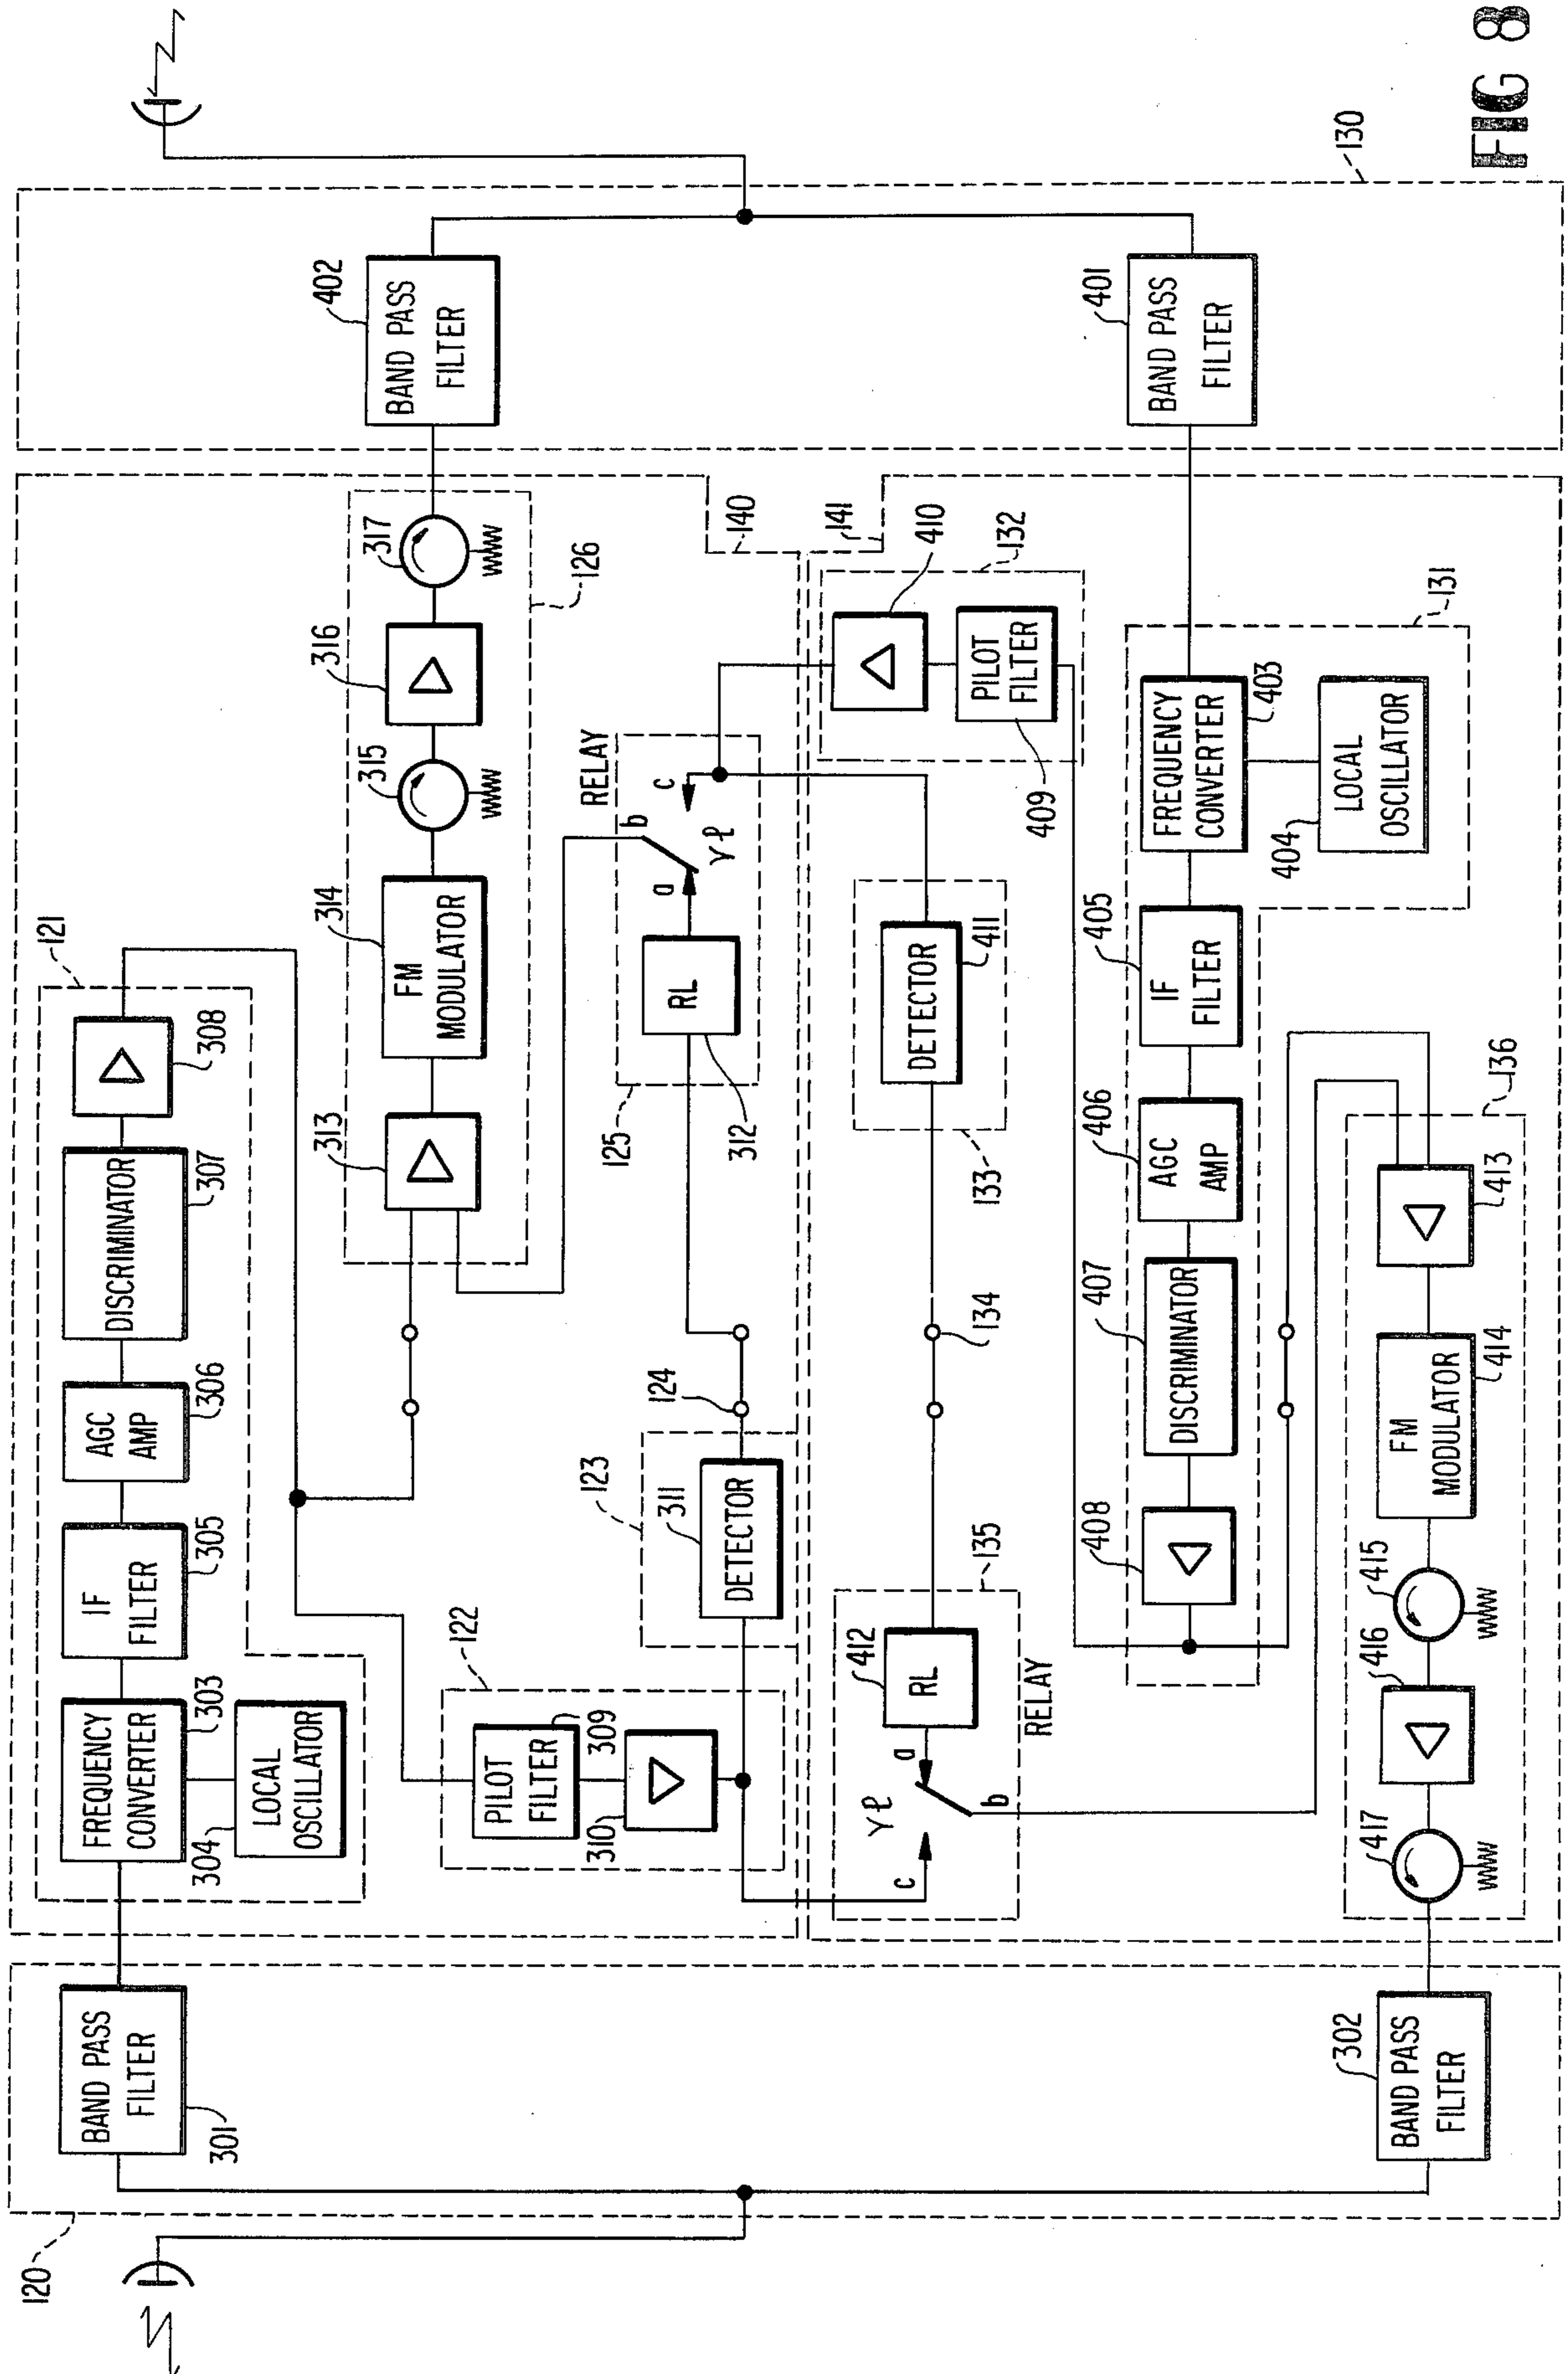 FIG 8
120
BAND PASS
FILTER
301
BAND PASS
FILTER
302
121
FREQUENCY
CONVERTER
303
LOCAL
OSCILLATOR
304
IF
FILTER
305
AGC
AMP
306
DISCRIMINATOR
307
308
122
PILOT
FILTER
309
310
123
DETECTOR
311
124
125
RELAY
RL
312
a
b
c
rl
126
313
FM
MODULATOR
314
315
316
317
140
141
130
BAND PASS
FILTER
402
BAND PASS
FILTER
401
131
FREQUENCY
CONVERTER
403
LOCAL
OSCILLATOR
404
IF
FILTER
405
AGC
AMP
406
DISCRIMINATOR
407
408
132
PILOT
FILTER
409
410
133
DETECTOR
411
134
135
RELAY
RL
412
a
b
c
rl
136
413
FM
MODULATOR
414
415
416
417